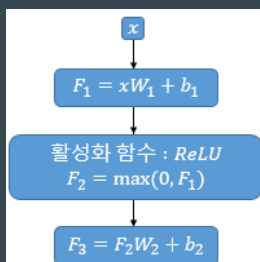 x
F₁ = xW₁ + b₁
활성화 함수 : ReLU
F₂ = max(0, F₁)
F₃ = F₂W₂ + b₂